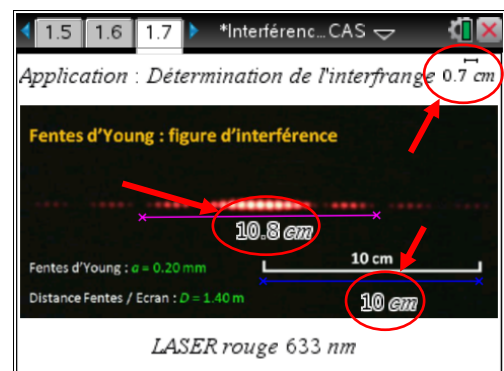 1.5 1.6 1.7 *Interférenc...CAS
Application : Détermination de l'interfrange 0.7 cm
Fentes d'Young : figure d'interférence
10.8 cm
Fentes d'Young : a = 0.20 mm
10 cm
Distance Fentes / Ecran : D = 1.40 m
10 cm
LASER rouge 633 nm